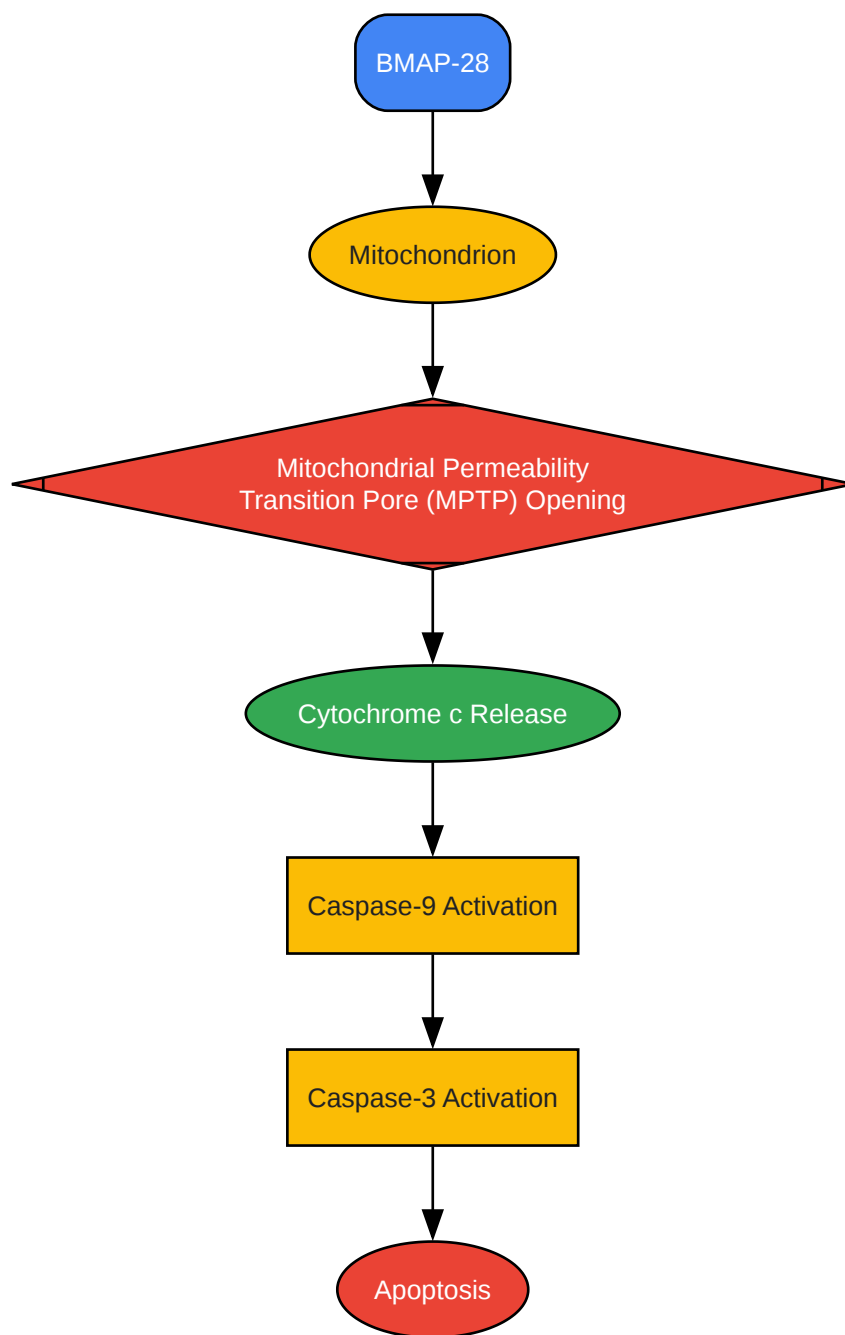 BMAP-28
Mitochondrion
Mitochondrial Permeability
Transition Pore (MPTP) Opening
Cytochrome c Release
Caspase-9 Activation
Caspase-3 Activation
Apoptosis